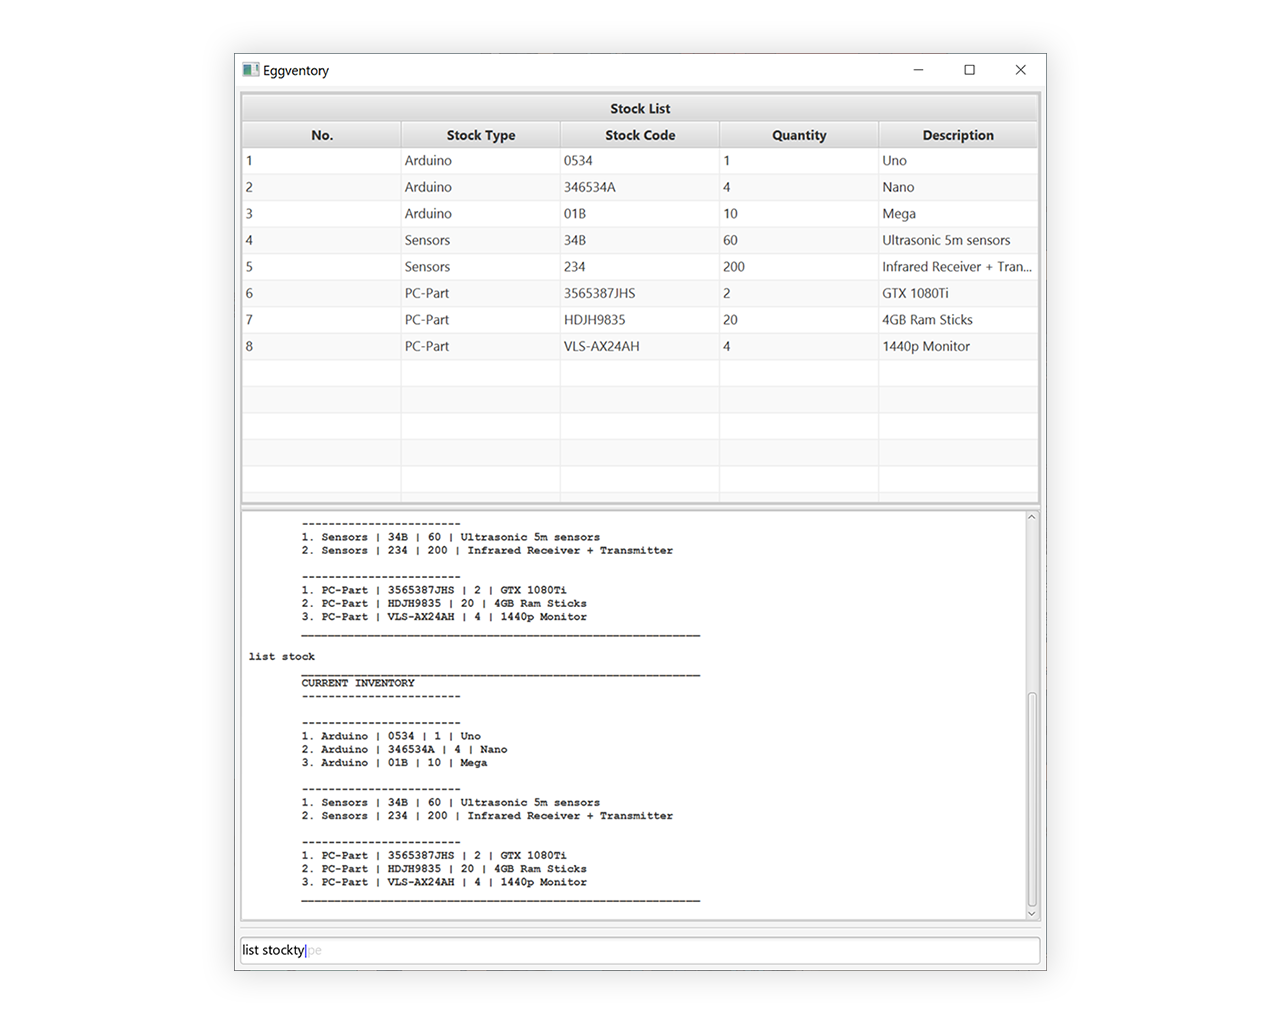 Eggventory
Stock List
No. Stock Type Stock Code Quantity Description
1 Arduino 0534 1 Uno
2 Arduino 346534A 4 Nano
3 Arduino 01B 10 Mega
4 Sensors 34B 60 Ultrasonic 5m sensors
5 Sensors 234 200 Infrared Receiver + Tran...
6 PC-Part 3565387JHS 2 GTX 1080Ti
7 PC-Part HDJH9835 20 4GB Ram Sticks
8 PC-Part VLS-AX24AH 4 1440p Monitor
------------------------
1. Sensors | 34B | 60 | Ultrasonic 5m sensors
2. Sensors | 234 | 200 | Infrared Receiver + Transmitter
------------------------
1. PC-Part | 3565387JHS | 2 | GTX 1080Ti
2. PC-Part | HDJH9835 | 20 | 4GB Ram Sticks
3. PC-Part | VLS-AX24AH | 4 | 1440p Monitor
____________________________________________________________
list stock
____________________________________________________________
CURRENT INVENTORY
------------------------
------------------------
1. Arduino | 0534 | 1 | Uno
2. Arduino | 346534A | 4 | Nano
3. Arduino | 01B | 10 | Mega
------------------------
1. Sensors | 34B | 60 | Ultrasonic 5m sensors
2. Sensors | 234 | 200 | Infrared Receiver + Transmitter
------------------------
1. PC-Part | 3565387JHS | 2 | GTX 1080Ti
2. PC-Part | HDJH9835 | 20 | 4GB Ram Sticks
3. PC-Part | VLS-AX24AH | 4 | 1440p Monitor
____________________________________________________________
list stocktype